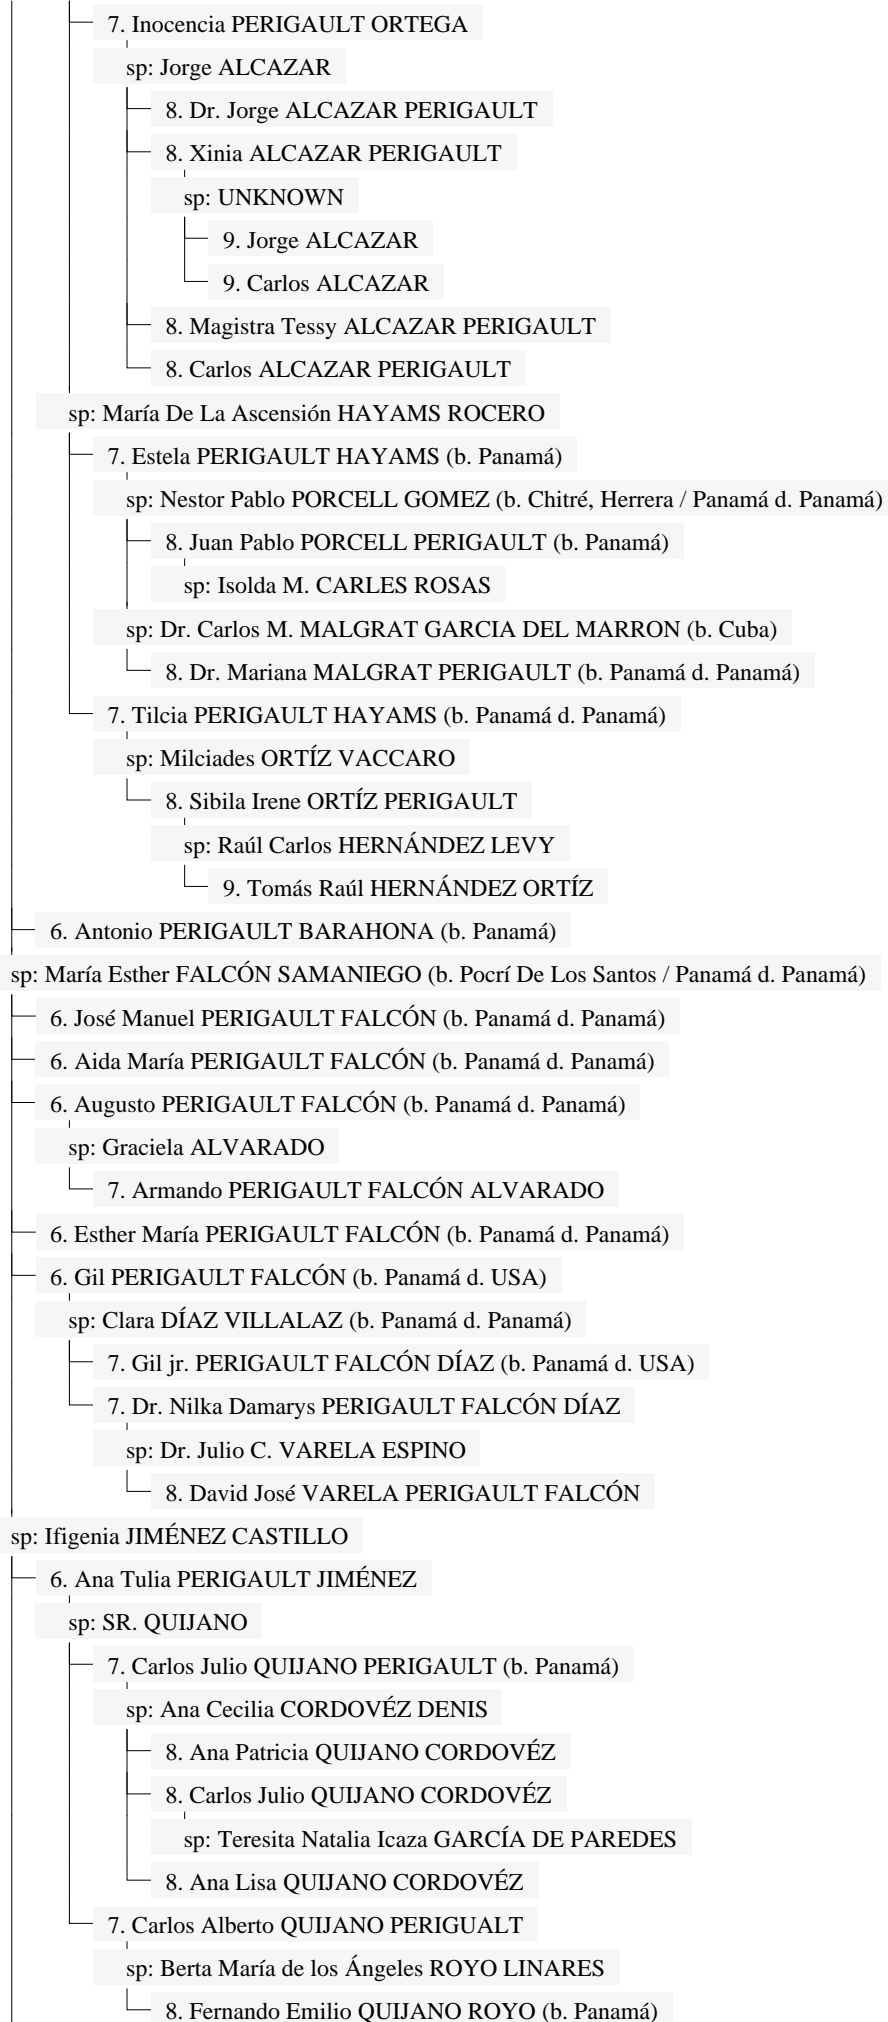 7. Inocencia PERIGAULT ORTEGA
sp: Jorge ALCAZAR
8. Dr. Jorge ALCAZAR PERIGAULT
8. Xinia ALCAZAR PERIGAULT
sp: UNKNOWN
9. Jorge ALCAZAR
9. Carlos ALCAZAR
8. Magistra Tessy ALCAZAR PERIGAULT
8. Carlos ALCAZAR PERIGAULT
sp: María De La Ascensión HAYAMS ROCERO
7. Estela PERIGAULT HAYAMS (b. Panamá)
sp: Nestor Pablo PORCELL GOMEZ (b. Chitré, Herrera / Panamá d. Panamá)
8. Juan Pablo PORCELL PERIGAULT (b. Panamá)
sp: Isolda M. CARLES ROSAS
sp: Dr. Carlos M. MALGRAT GARCIA DEL MARRON (b. Cuba)
8. Dr. Mariana MALGRAT PERIGAULT (b. Panamá d. Panamá)
7. Tilcia PERIGAULT HAYAMS (b. Panamá d. Panamá)
sp: Milciades ORTÍZ VACCARO
8. Sibila Irene ORTÍZ PERIGAULT
sp: Raúl Carlos HERNÁNDEZ LEVY
9. Tomás Raúl HERNÁNDEZ ORTÍZ
6. Antonio PERIGAULT BARAHONA (b. Panamá)
sp: María Esther FALCÓN SAMANIEGO (b. Pocrí De Los Santos / Panamá d. Panamá)
6. José Manuel PERIGAULT FALCÓN (b. Panamá d. Panamá)
6. Aida María PERIGAULT FALCÓN (b. Panamá d. Panamá)
6. Augusto PERIGAULT FALCÓN (b. Panamá d. Panamá)
sp: Graciela ALVARADO
7. Armando PERIGAULT FALCÓN ALVARADO
6. Esther María PERIGAULT FALCÓN (b. Panamá d. Panamá)
6. Gil PERIGAULT FALCÓN (b. Panamá d. USA)
sp: Clara DÍAZ VILLALAZ (b. Panamá d. Panamá)
7. Gil jr. PERIGAULT FALCÓN DÍAZ (b. Panamá d. USA)
7. Dr. Nilka Damarys PERIGAULT FALCÓN DÍAZ
sp: Dr. Julio C. VARELA ESPINO
8. David José VARELA PERIGAULT FALCÓN
sp: Ifigenia JIMÉNEZ CASTILLO
6. Ana Tulia PERIGAULT JIMÉNEZ
sp: SR. QUIJANO
7. Carlos Julio QUIJANO PERIGAULT (b. Panamá)
sp: Ana Cecilia CORDOVÉZ DENIS
8. Ana Patricia QUIJANO CORDOVÉZ
8. Carlos Julio QUIJANO CORDOVÉZ
sp: Teresita Natalia Icaza GARCÍA DE PAREDES
8. Ana Lisa QUIJANO CORDOVÉZ
7. Carlos Alberto QUIJANO PERIGUALT
sp: Berta María de los Ángeles ROYO LINARES
8. Fernando Emilio QUIJANO ROYO (b. Panamá)